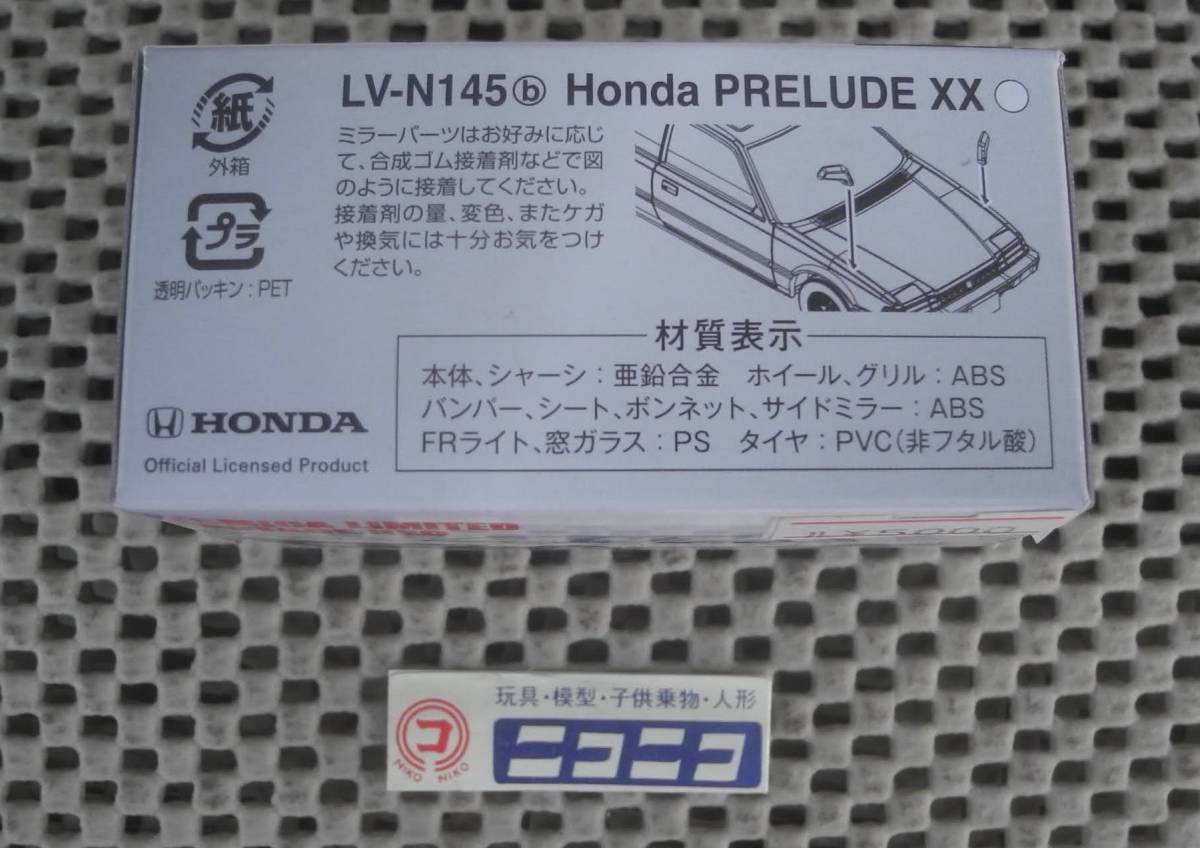 LV-N145ⓑ Honda PRELUDE XX○
紙
外箱
プラ
透明パッキン:PET
ミラーパーツはお好みに応じ
て、合成ゴム接着剤などで図
のように接着してください。
接着剤の量、変色、またケガ
や換気には十分お気をつけ
ください。
材質表示
本体、シャーシ:亜鉛合金 ホイール、グリル:ABS
バンパー、シート、ボンネット、サイドミラー:ABS
FRライト、窓ガラス:PS タイヤ:PVC(非フタル酸)
HONDA
Official Licensed Product
LIMITED
玩具・模型・子供乗物・人形
コ
NIKO NIKO
ニコニコ